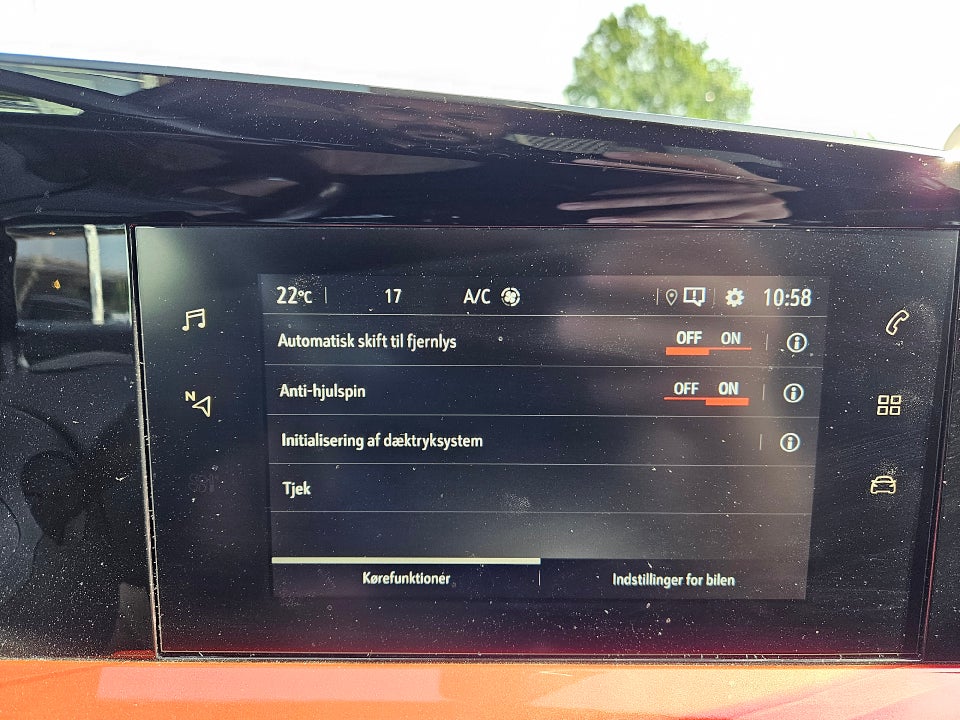 22°C 17 A/C 10:58
Automatisk skift til fjernlys OFF ON
Anti-hjulspin OFF ON
N
Initialisering af dæktryksystem
Tjek
Kørefunktioner Indstillinger for bilen